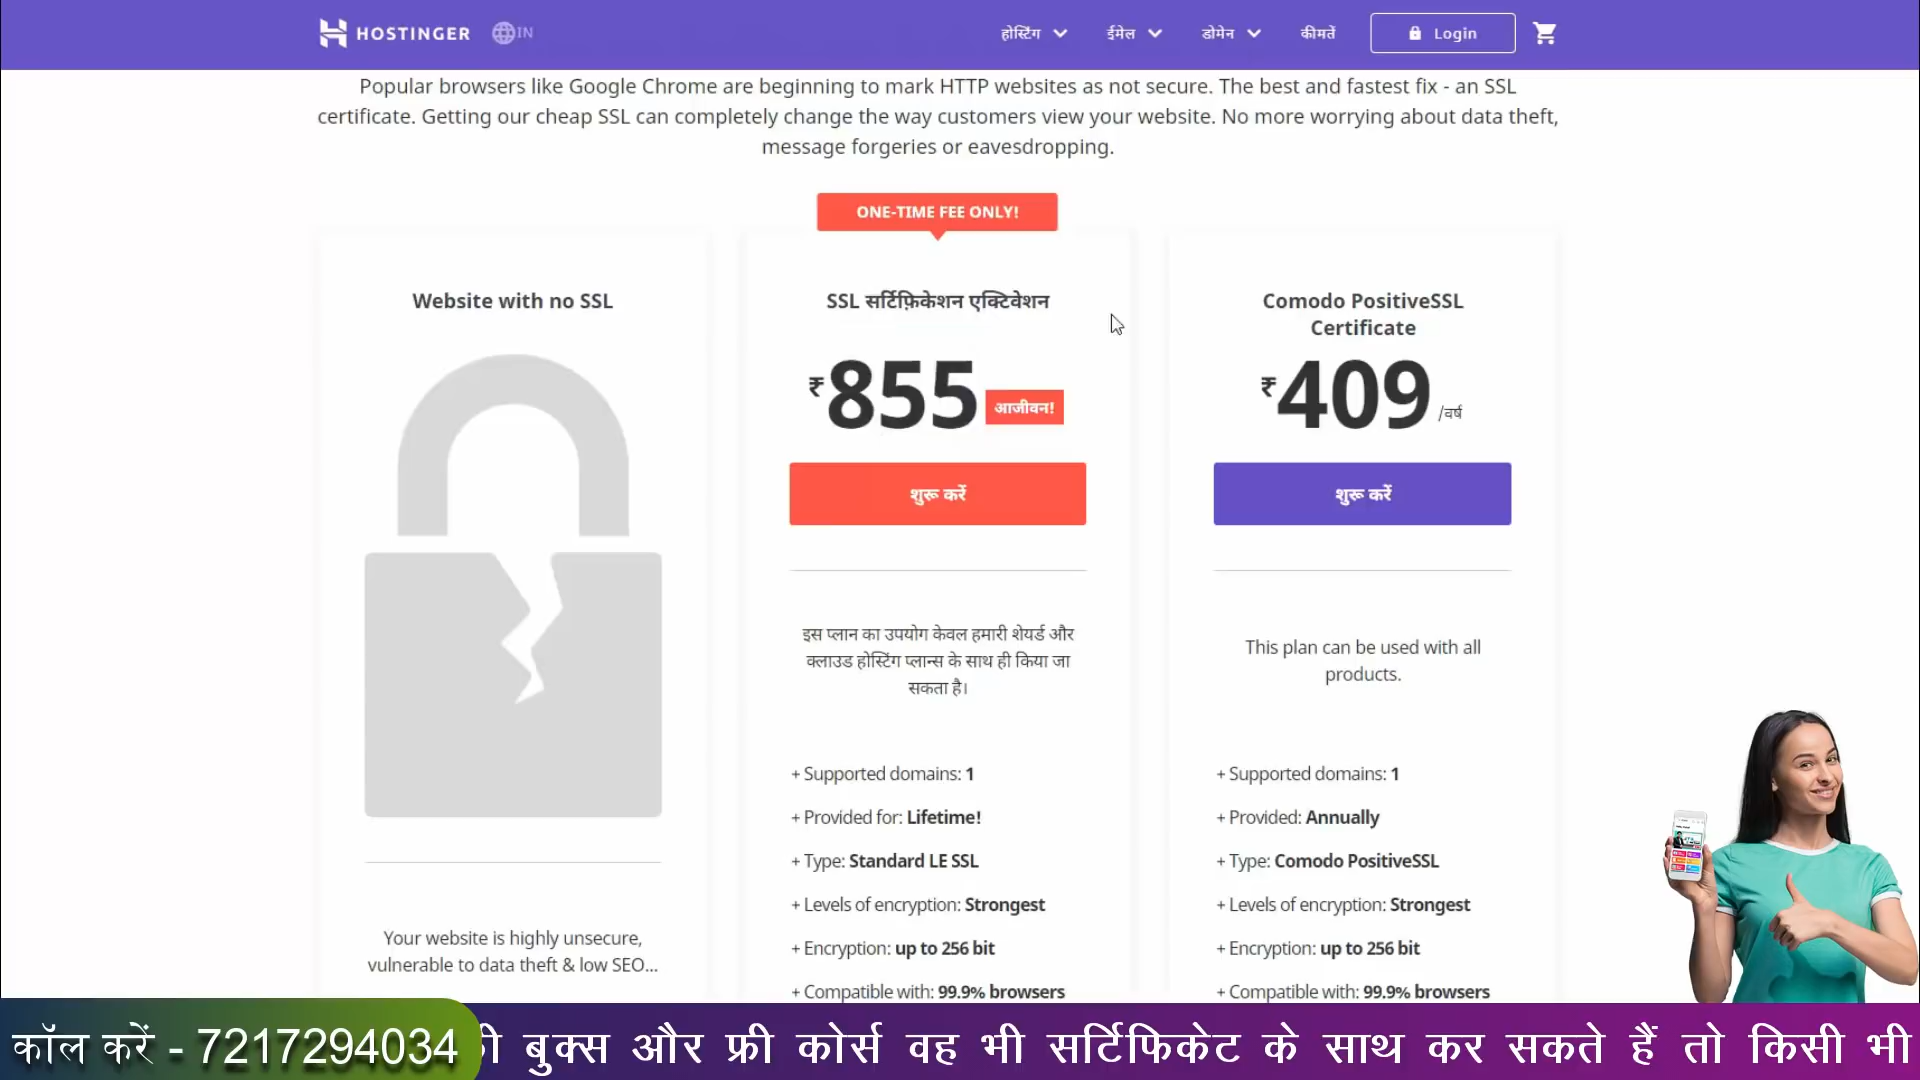 HOSTINGER IN होस्टिंग ईमेल डोमेन कीमतें Login
Popular browsers like Google Chrome are beginning to mark HTTP websites as not secure. The best and fastest fix - an SSL
certificate. Getting our cheap SSL can completely change the way customers view your website. No more worrying about data theft,
message forgeries or eavesdropping.
ONE-TIME FEE ONLY!
Website with no SSL
Your website is highly unsecure,
vulnerable to data theft & low SEO...
SSL सर्टिफ़िकेशन एक्टिवेशन
₹855 आजीवन!
शुरू करें
इस प्लान का उपयोग केवल हमारी शेयर्ड और
क्लाउड होस्टिंग प्लान्स के साथ ही किया जा
सकता है।
+ Supported domains: 1
+ Provided for: Lifetime!
+ Type: Standard LE SSL
+ Levels of encryption: Strongest
+ Encryption: up to 256 bit
+ Compatible with: 99.9% browsers
Comodo PositiveSSL
Certificate
₹409 /वर्ष
शुरू करें
This plan can be used with all
products.
+ Supported domains: 1
+ Provided: Annually
+ Type: Comodo PositiveSSL
+ Levels of encryption: Strongest
+ Encryption: up to 256 bit
+ Compatible with: 99.9% browsers
कॉल करें - 7217294034 बुक्स और फ्री कोर्स वह भी सर्टिफिकेट के साथ कर सकते हैं तो किसी भी